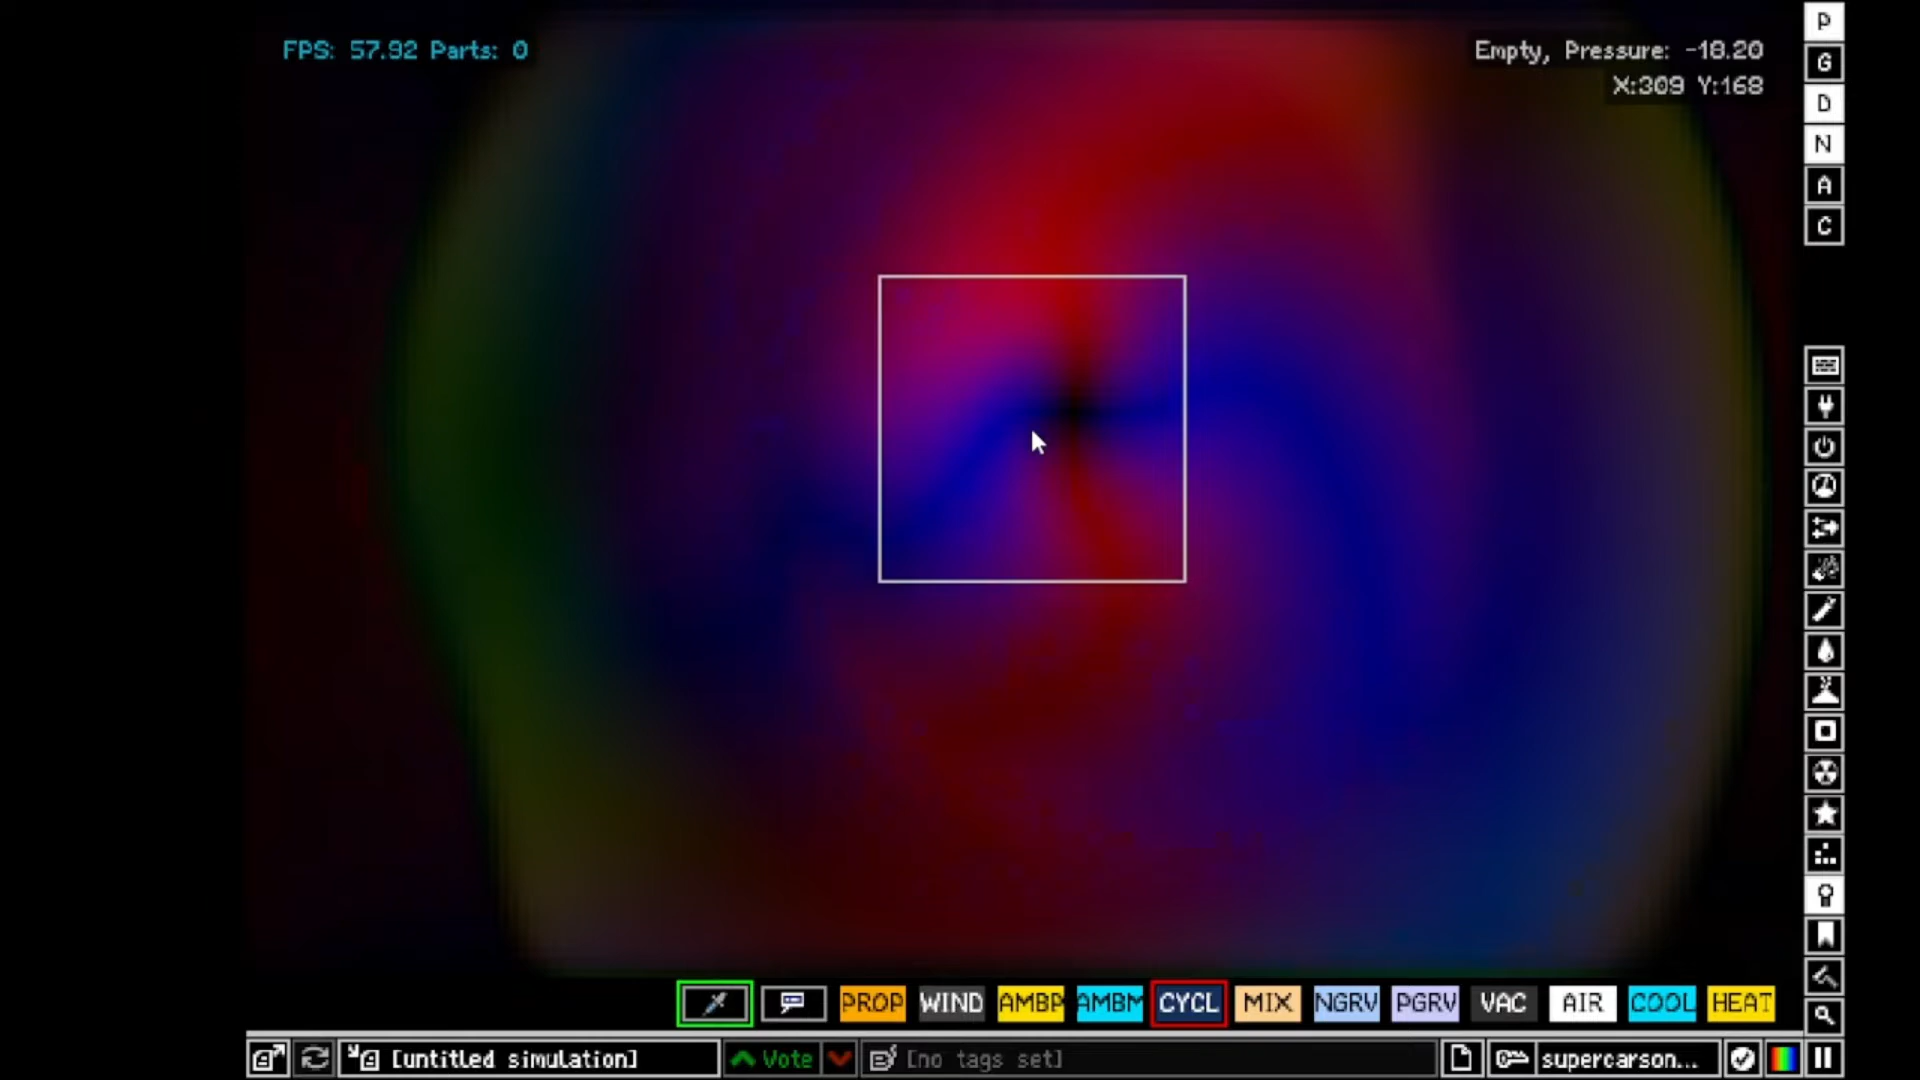 FPS: 57.92 Parts: 0
Empty, Pressure: -18.20
X:309 Y:168
P
G
D
N
A
C
PROP WIND AMBP AMBM CYCL MIX NGRV PGRV VAC AIR COOL HEAT
[untitled simulation] Vote [no tags set] supercarson...